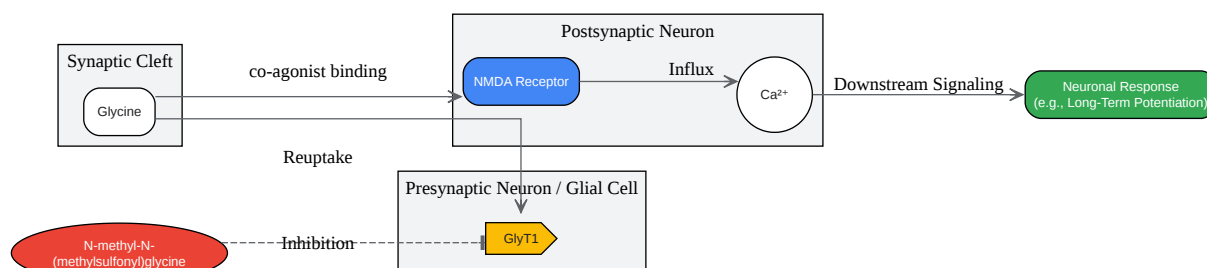 Postsynaptic Neuron
Synaptic Cleft
co-agonist binding
NMDA Receptor
Influx
Ca²⁺
Downstream Signaling
Neuronal Response
(e.g., Long-Term Potentiation)
Glycine
Reuptake
Presynaptic Neuron / Glial Cell
N-methyl-N-
(methylsulfonyl)glycine
Inhibition
GlyT1